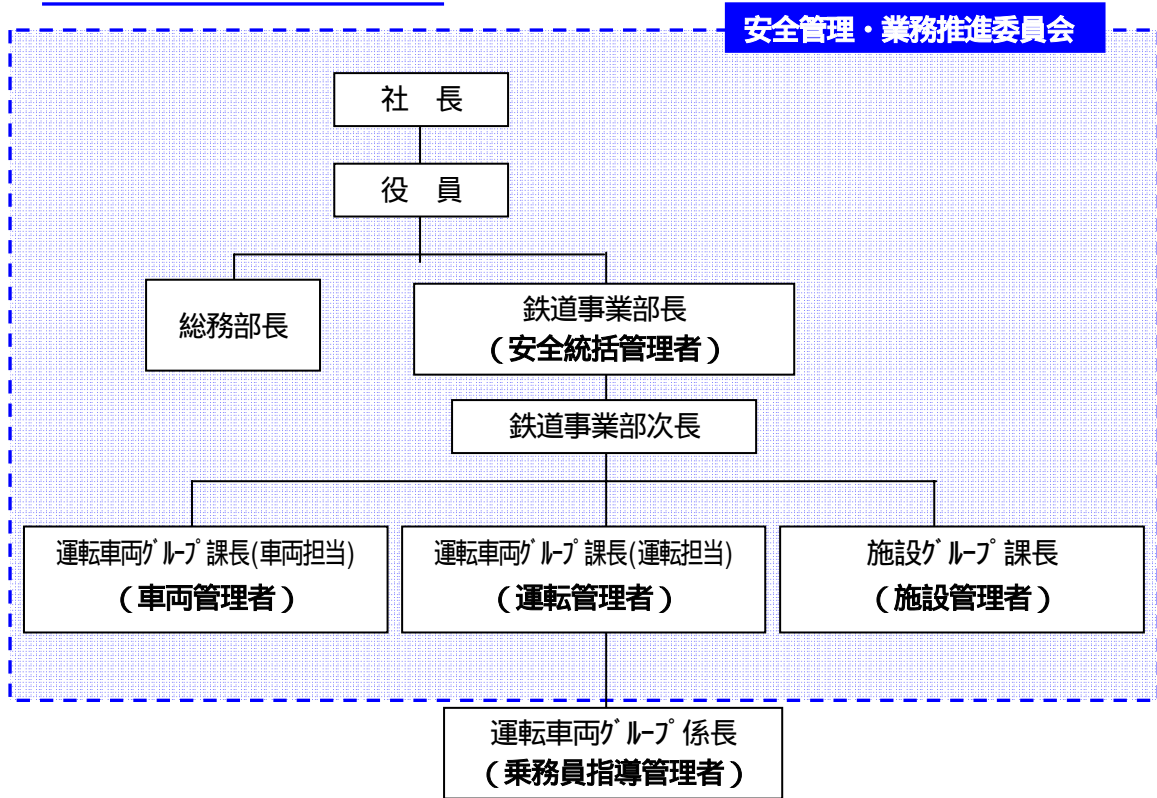 安全管理・業務推進委員会
社　長
役　員
総務部長
鉄道事業部長
（安全統括管理者）
鉄道事業部次長
運転車両グループ課長(車両担当)
（車両管理者）
運転車両グループ課長(運転担当)
（運転管理者）
施設グループ課長
（施設管理者）
運転車両グループ係長
（乗務員指導管理者）